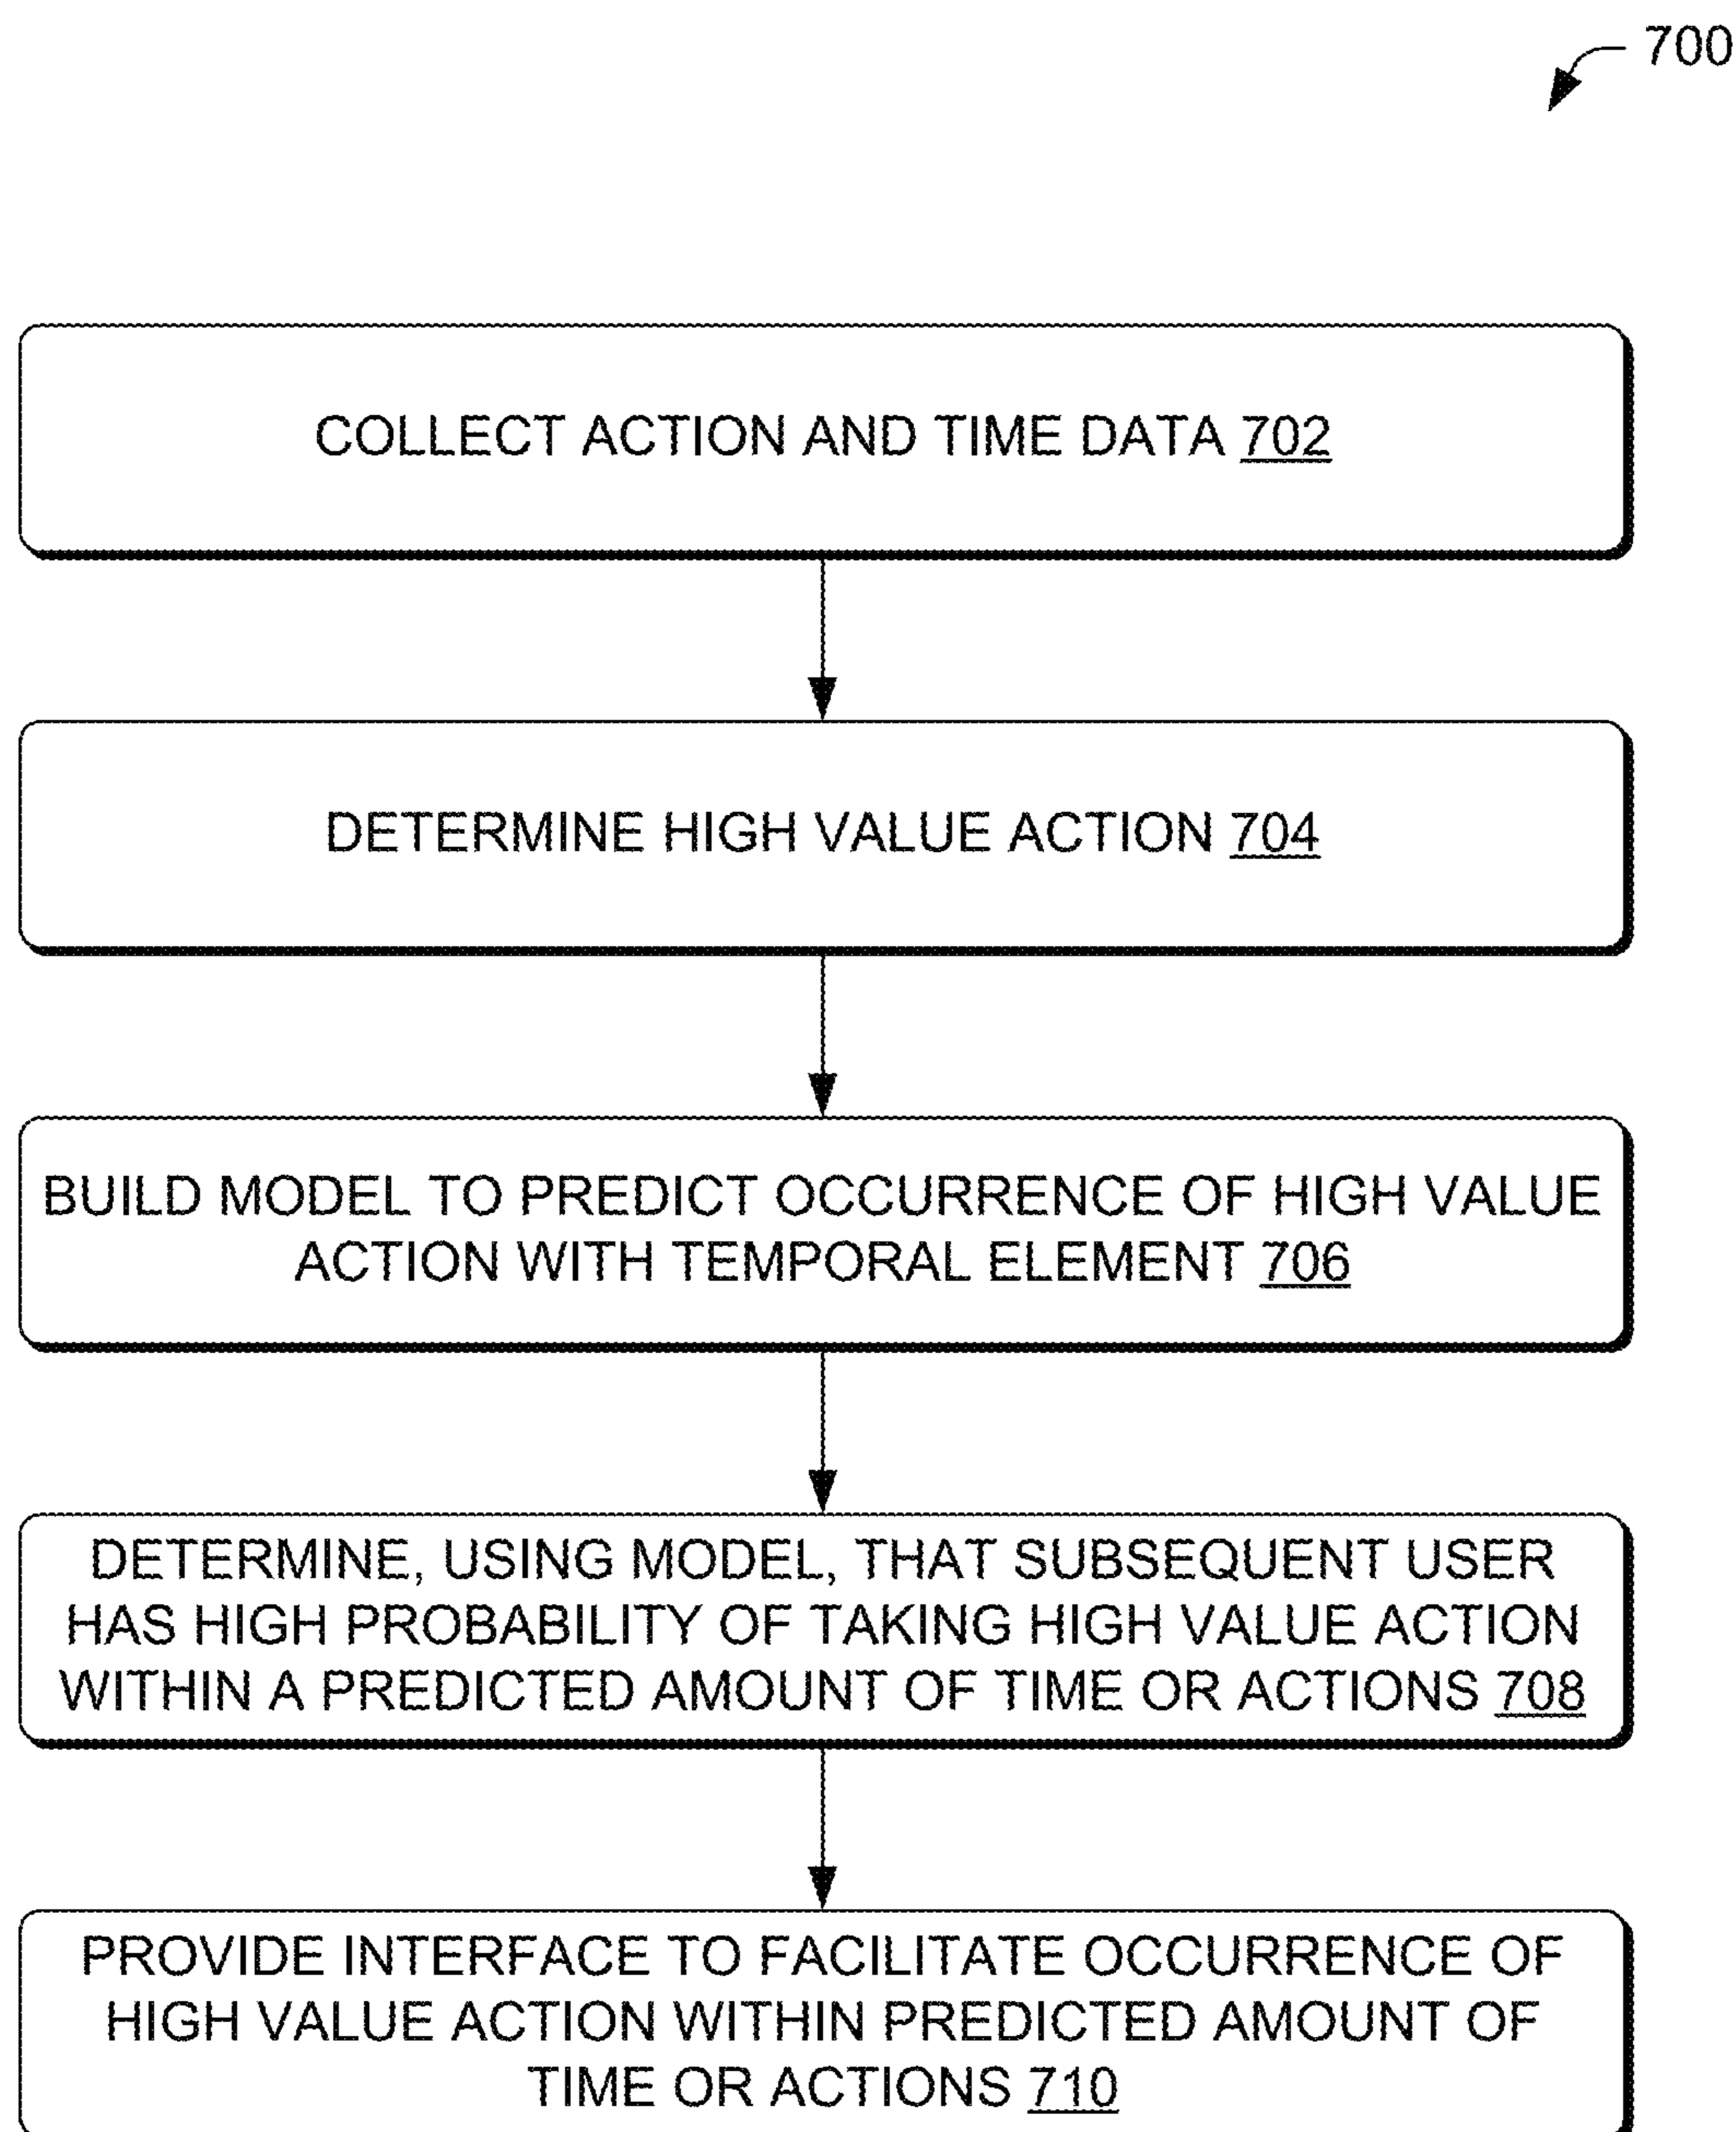 700
COLLECT ACTION AND TIME DATA 702
DETERMINE HIGH VALUE ACTION 704
BUILD MODEL TO PREDICT OCCURRENCE OF HIGH VALUE
ACTION WITH TEMPORAL ELEMENT 706
DETERMINE, USING MODEL, THAT SUBSEQUENT USER
HAS HIGH PROBABILITY OF TAKING HIGH VALUE ACTION
WITHIN A PREDICTED AMOUNT OF TIME OR ACTIONS 708
PROVIDE INTERFACE TO FACILITATE OCCURRENCE OF
HIGH VALUE ACTION WITHIN PREDICTED AMOUNT OF
TIME OR ACTIONS 710